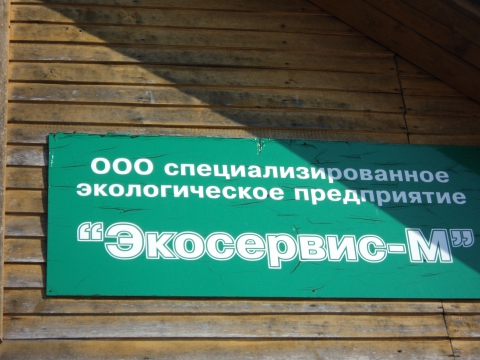 ООО специализированное
экологическое предприятие
“Экосервис-М”